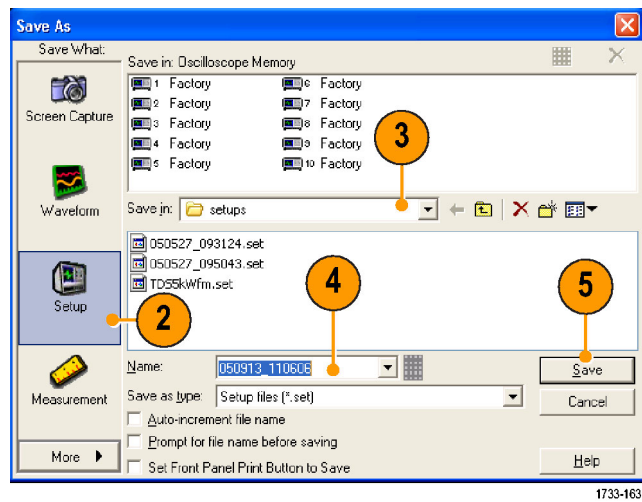 Save As
Save What:
Save in: Oscilloscope Memory
1 Factory
2 Factory
3 Factory
4 Factory
5 Factory
6 Factory
7 Factory
8 Factory
9 Factory
10 Factory
Screen Capture
3
Waveform
Save in: setups
050527_093124.set
050527_095043.set
TDS5kWfm.set
Setup
2
4
5
Name: 050913_110606
Save
Measurement
Save as type: Setup files (*.set)
Cancel
Auto-increment file name
Prompt for file name before saving
More
Set Front Panel Print Button to Save
Help
1733-163